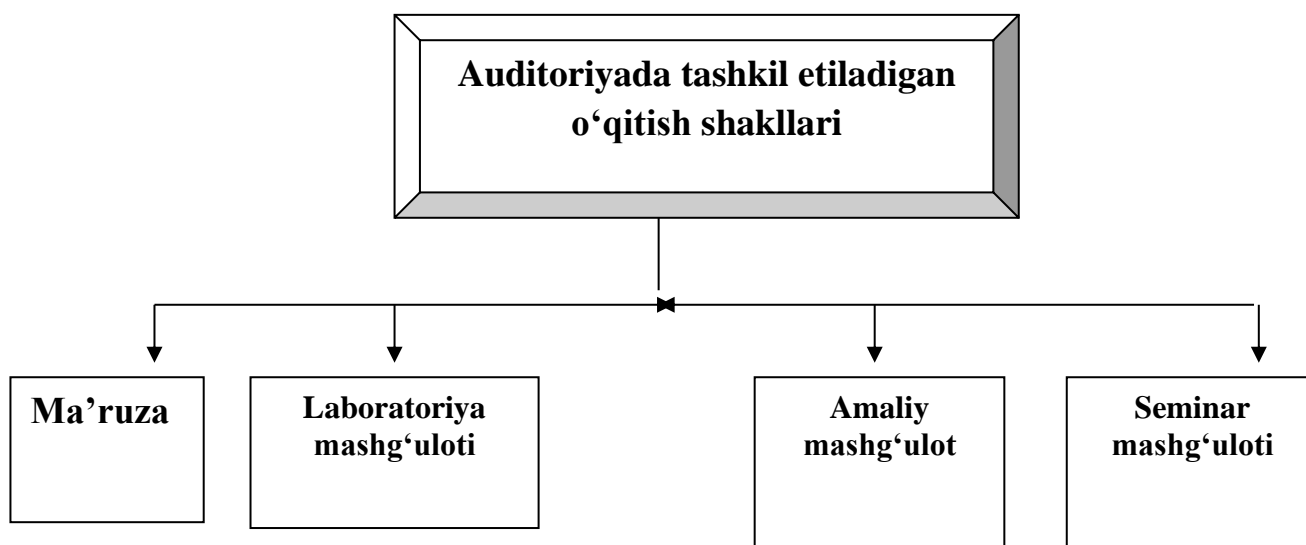 Auditoriyada tashkil etiladigan
o‘qitish shakllari
Ma’ruza
Laboratoriya
mashg‘uloti
Amaliy
mashg‘ulot
Seminar
mashg‘uloti